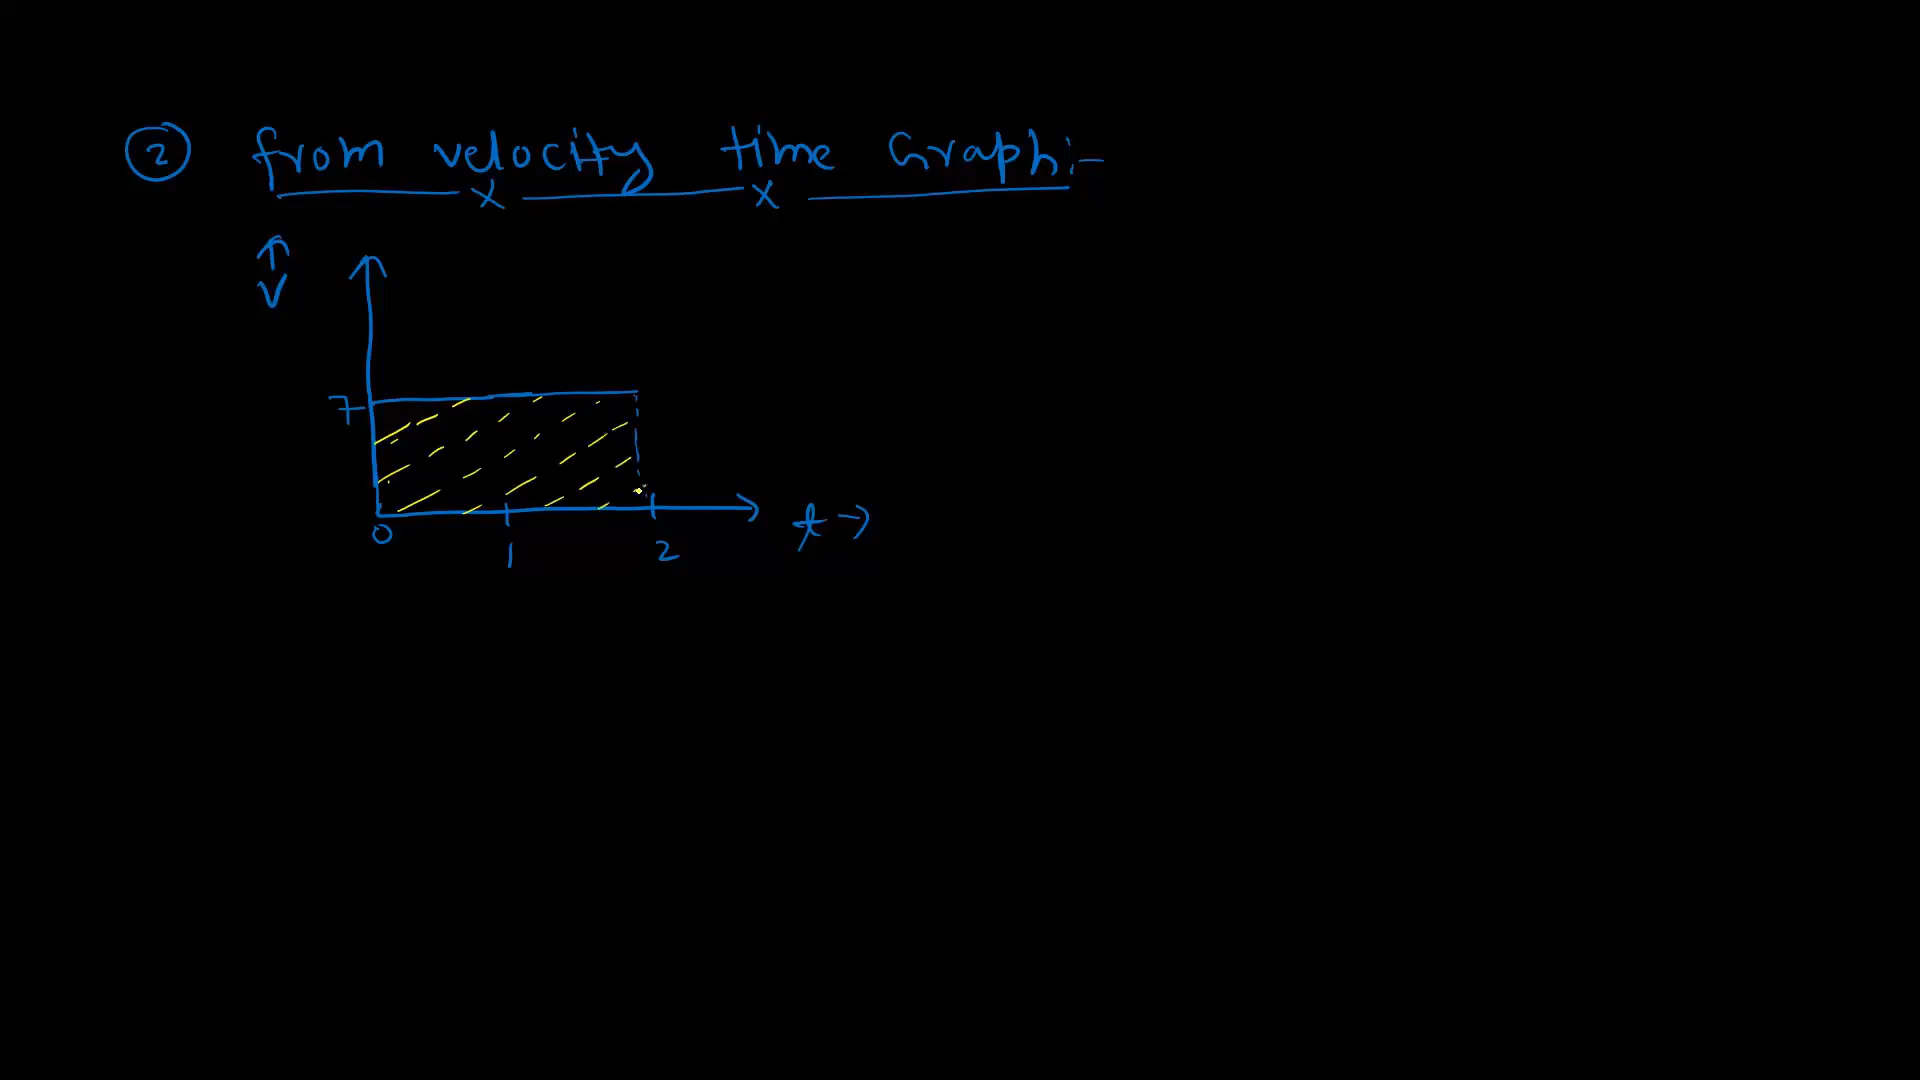 ② from velocity time Graph:-
V
7
0
1
2
t →